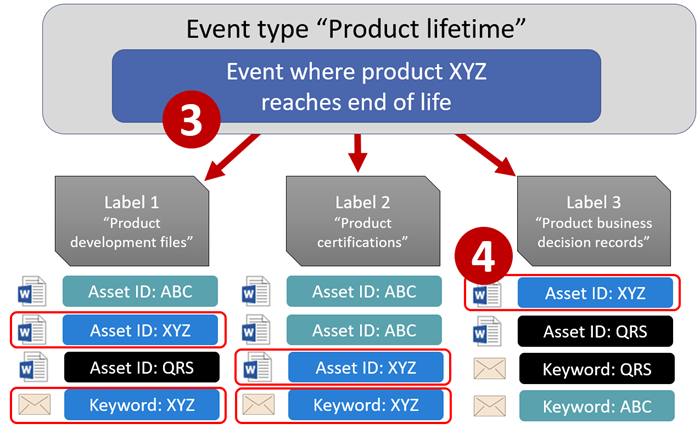 Event type “Product lifetime”
Event where product XYZ
reaches end of life
3
Label 1
“Product
development files”
Label 2
“Product
certifications”
Label 3
“Product business
decision records”
4
W
Asset ID: ABC
W
Asset ID: XYZ
W
Asset ID: QRS
Keyword: XYZ
W
Asset ID: ABC
W
Asset ID: ABC
W
Asset ID: XYZ
Keyword: XYZ
W
Asset ID: XYZ
W
Asset ID: QRS
Keyword: QRS
Keyword: ABC